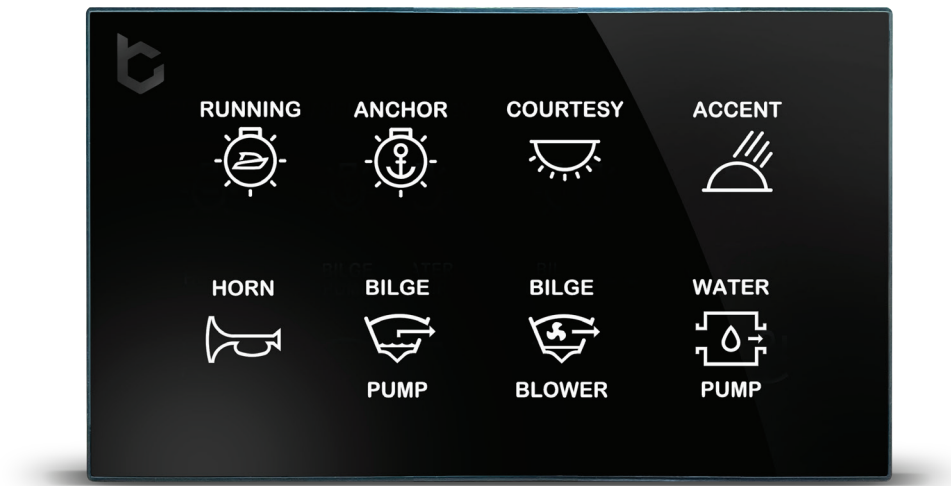 RUNNING
ANCHOR
COURTESY
ACCENT
HORN
BILGE
PUMP
BILGE
BLOWER
WATER
PUMP